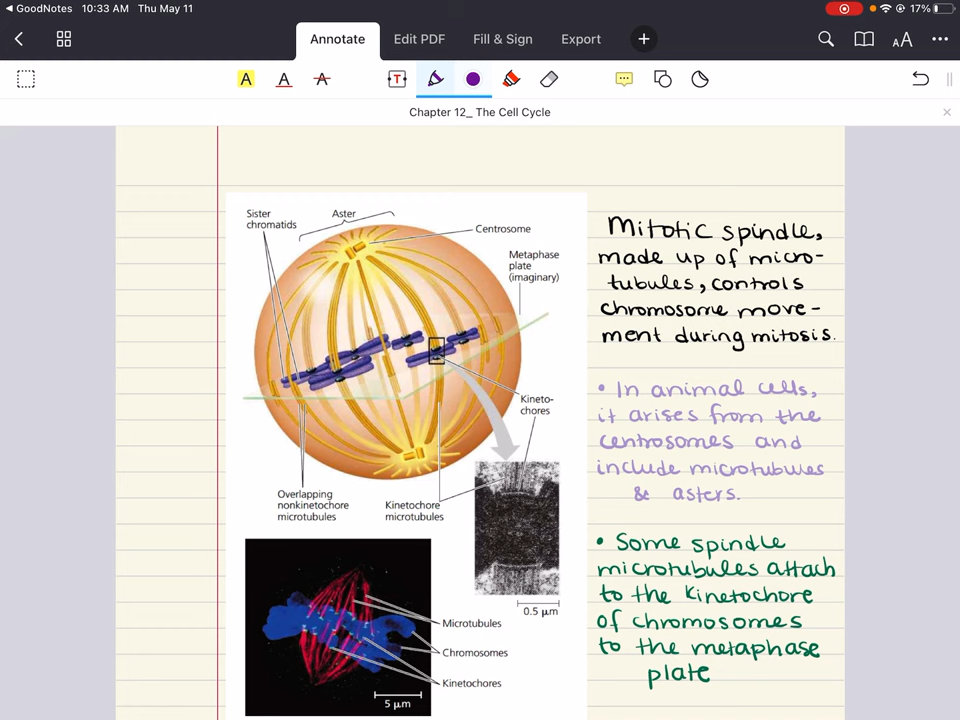 GoodNotes 10:33 AM Thu May 11 17%
Annotate Edit PDF Fill & Sign Export
A A A T AA
Chapter 12_ The Cell Cycle
Sister
chromatids
Aster
Centrosome
Metaphase
plate
(imaginary)
Kineto-
chores
Overlapping
nonkinetochore
microtubules
Kinetochore
microtubules
0.5 µm
Microtubules
Chromosomes
Kinetochores
5 µm
Mitotic spindle,
made up of micro-
tubules, controls
chromosome move-
ment during mitosis.
• In animal cells,
it arises from the
centrosomes and
include microtubules
& asters.
• Some spindle
microtubules attach
to the kinetochore
of chromosomes
to the metaphase
plate